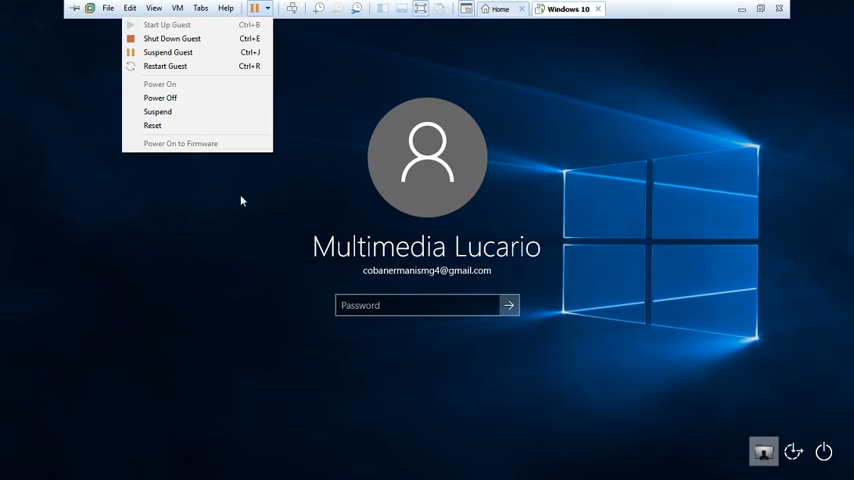 File Edit View VM Tabs Help Home Windows 10
Start Up Guest Ctrl+B
Shut Down Guest Ctrl+E
Suspend Guest Ctrl+J
Restart Guest Ctrl+R
Power On
Power Off
Suspend
Reset
Power On to Firmware
Multimedia Lucario
cobanermanismg4@gmail.com
Password